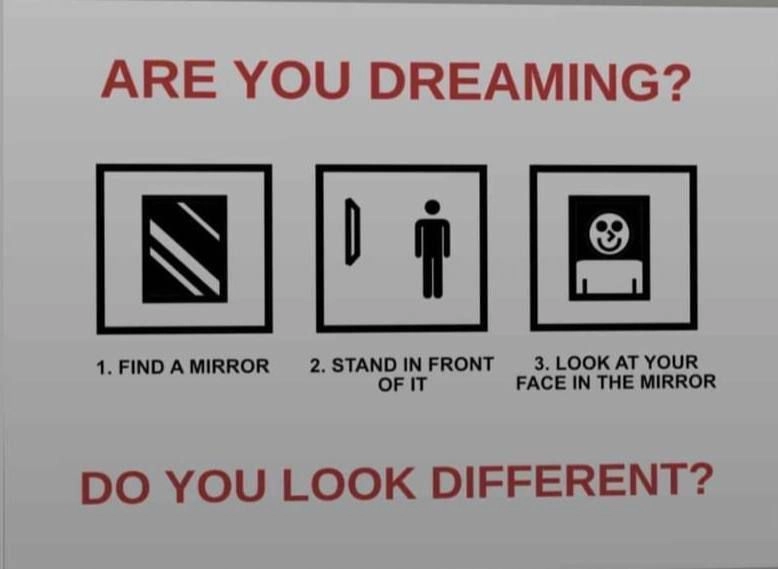 ARE YOU DREAMING?
1. FIND A MIRROR
2. STAND IN FRONT
OF IT
3. LOOK AT YOUR
FACE IN THE MIRROR
DO YOU LOOK DIFFERENT?